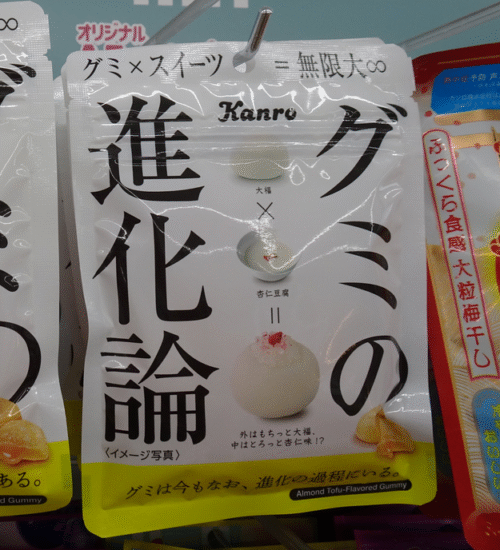 オリジナル
グミ×スイーツ =無限大∞
Kanro
グミの
進化論
大福
×
杏仁豆腐
=
外はもちっと大福、
中はとろっと杏仁味!?
〈イメージ写真〉
グミは今もなお、進化の過程にいる。
Almond Tofu-Flavored Gummy
ある。
ed Gummy
ふっくら食感 大粒梅干し